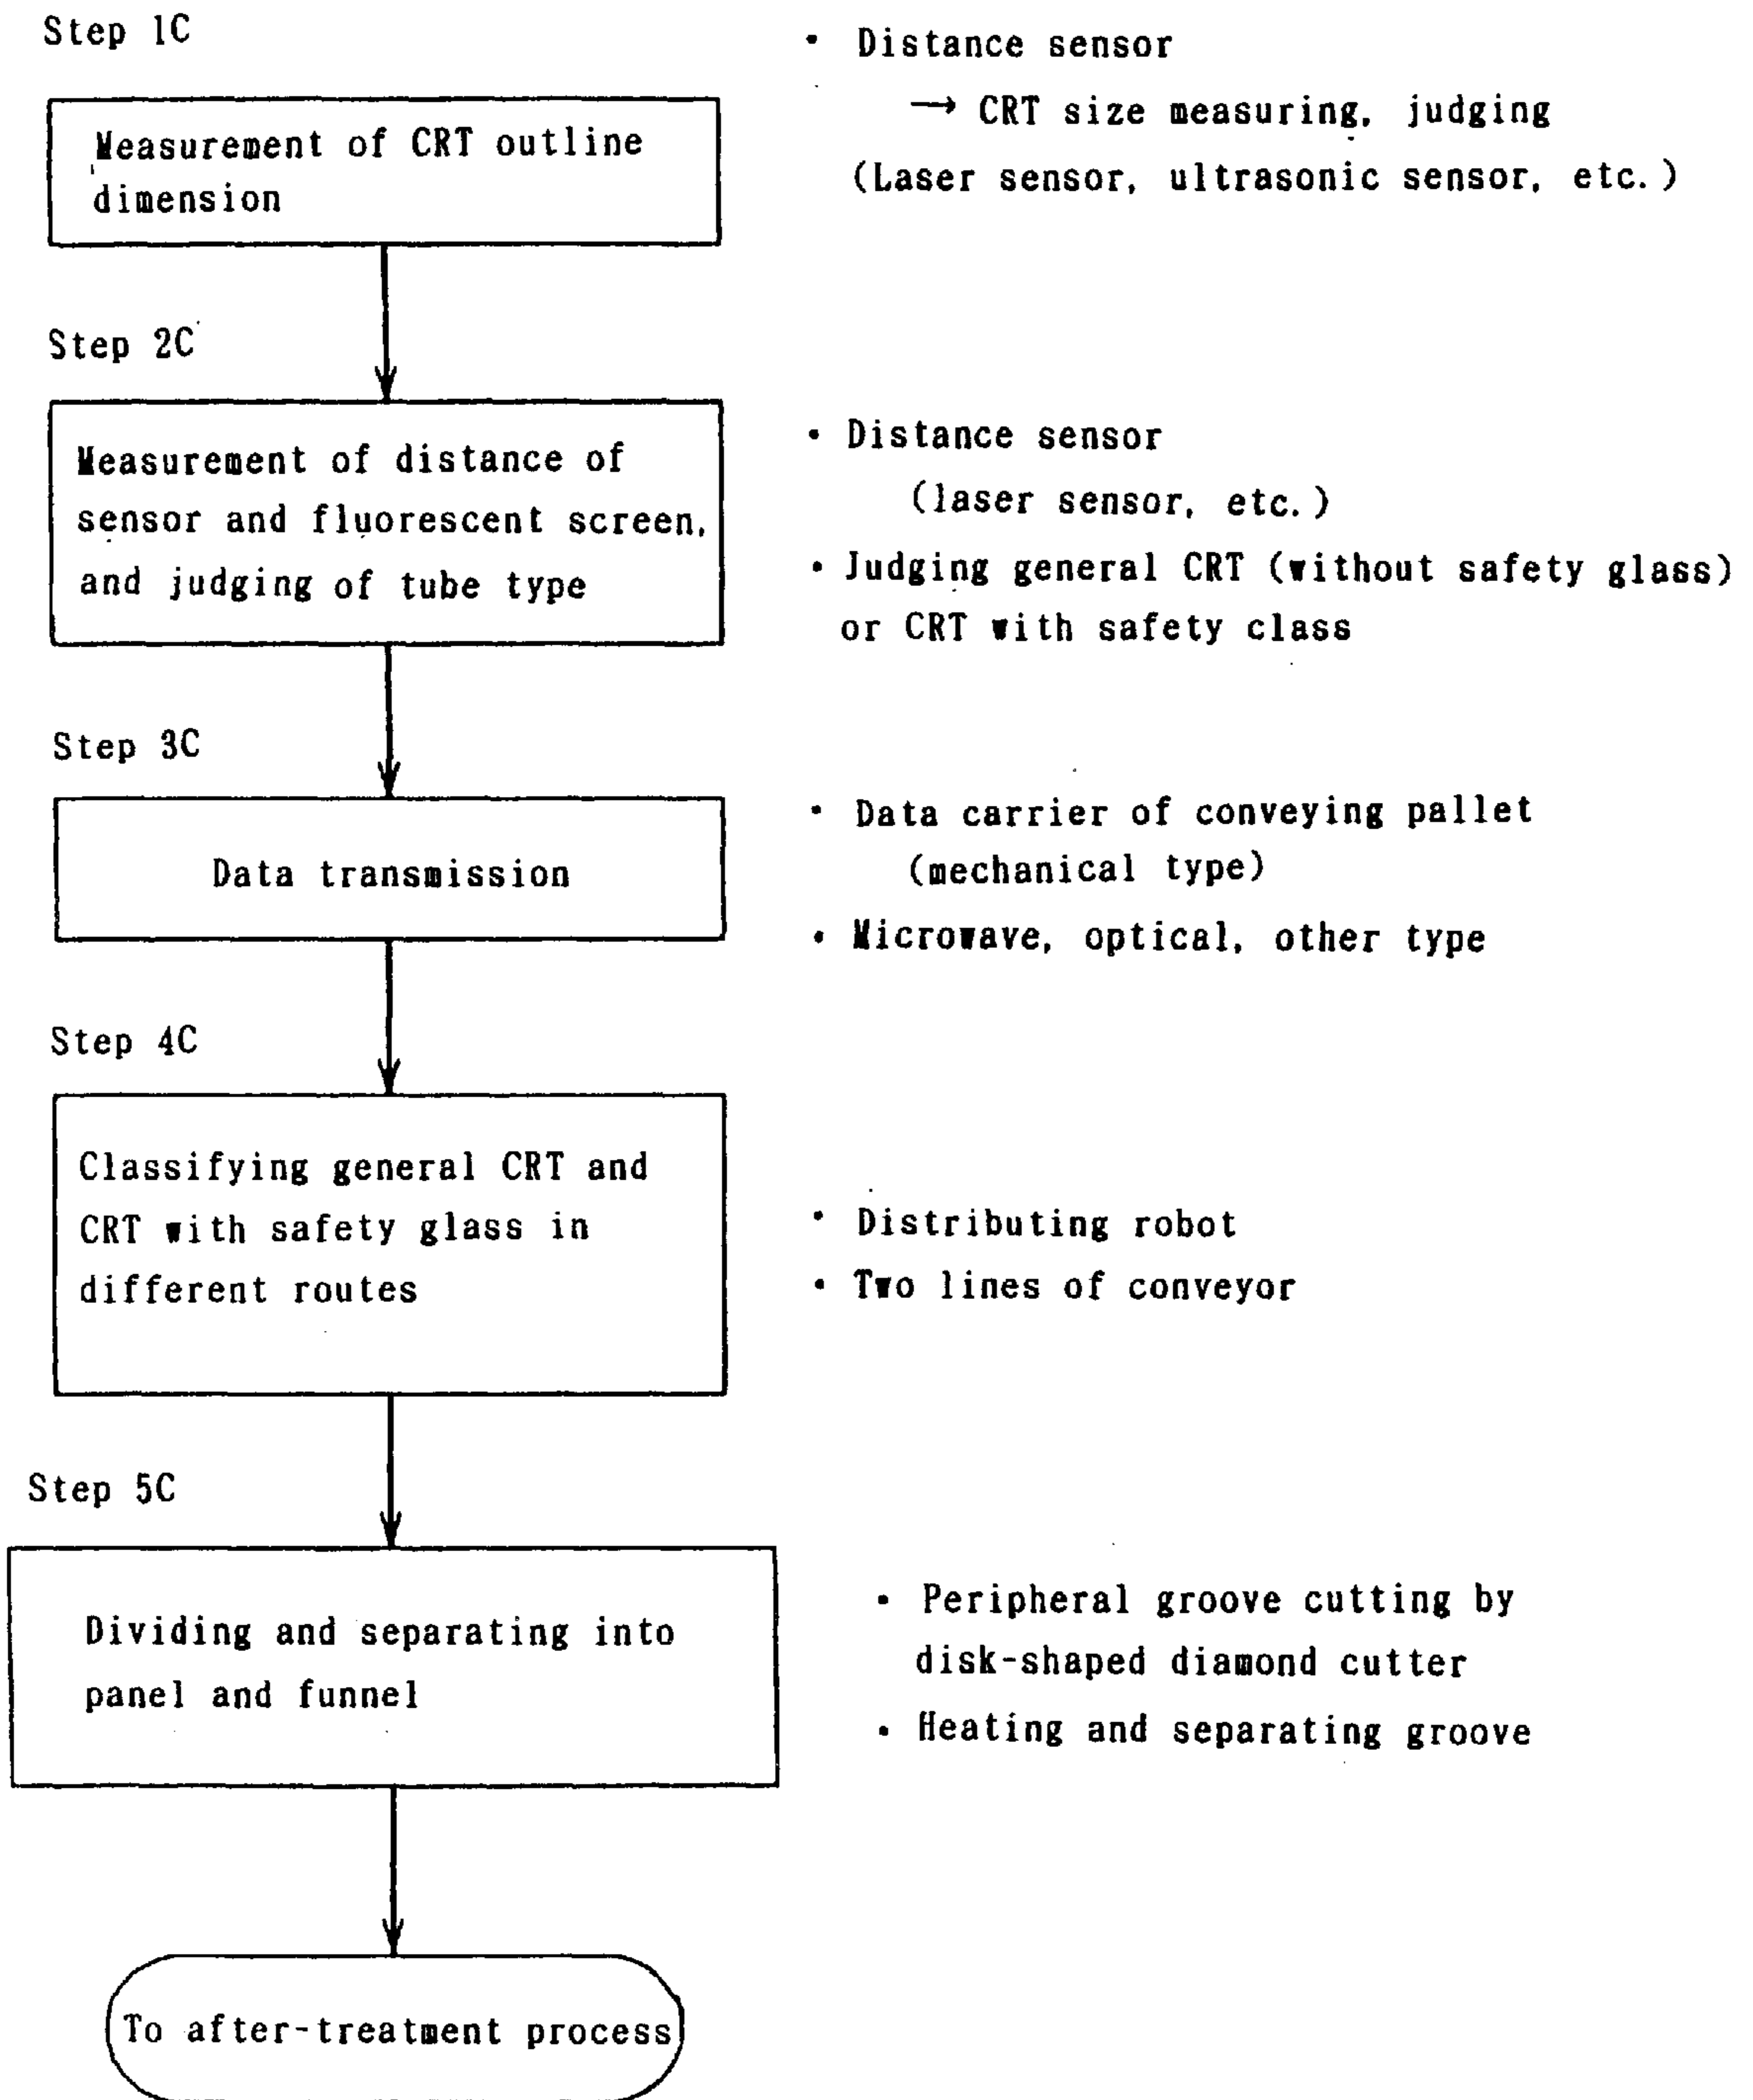 Step 1C
Measurement of CRT outline
dimension
· Distance sensor
→ CRT size measuring, judging
(Laser sensor, ultrasonic sensor, etc.)
Step 2C
Measurement of distance of
sensor and fluorescent screen,
and judging of tube type
· Distance sensor
(laser sensor, etc.)
· Judging general CRT (without safety glass)
or CRT with safety class
Step 3C
Data transmission
· Data carrier of conveying pallet
(mechanical type)
· Microwave, optical, other type
Step 4C
Classifying general CRT and
CRT with safety glass in
different routes
· Distributing robot
· Two lines of conveyor
Step 5C
Dividing and separating into
panel and funnel
· Peripheral groove cutting by
disk-shaped diamond cutter
· Heating and separating groove
To after-treatment process